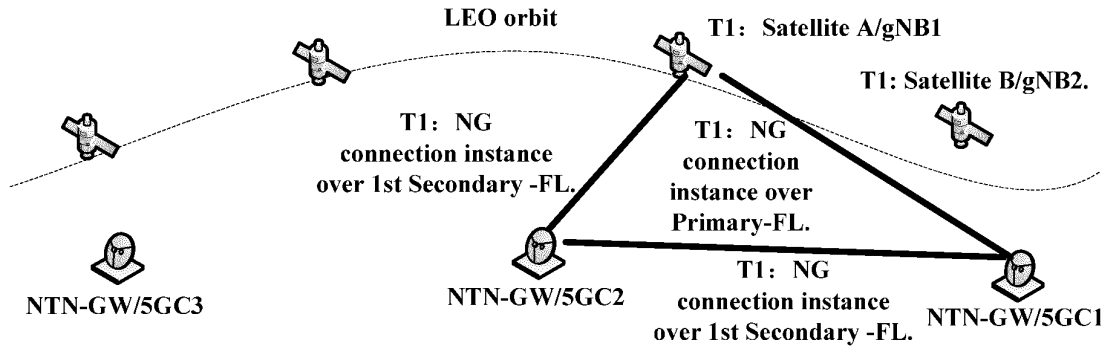 LEO orbit
T1：Satellite A/gNB1
T1: Satellite B/gNB2.
T1：NG
connection instance
over 1st Secondary -FL.
T1：NG
connection
instance over
Primary-FL.
T1：NG
connection instance
over 1st Secondary -FL.
NTN-GW/5GC3
NTN-GW/5GC2
NTN-GW/5GC1